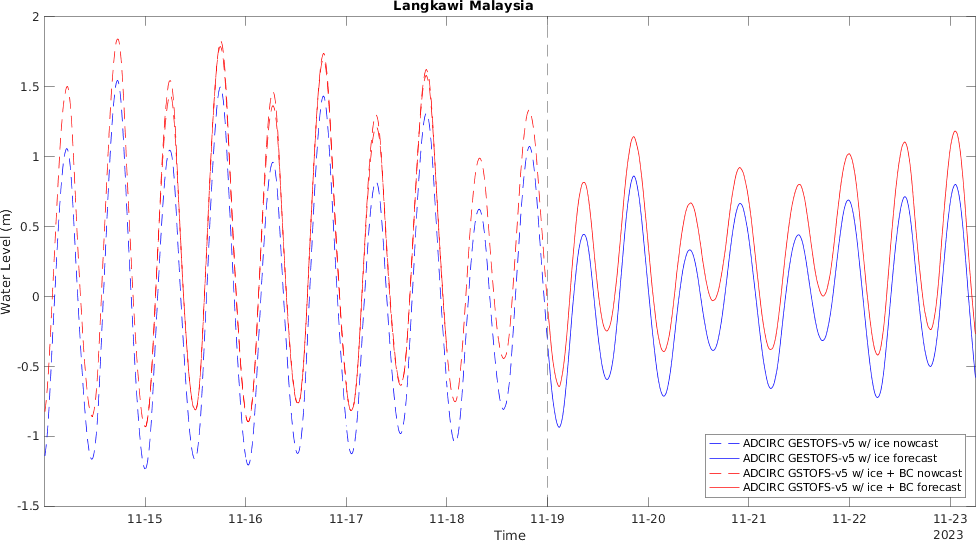 Langkawi Malaysia
2
1.5
1
0.5
0
-0.5
-1
-1.5
Water Level (m)
11-15
11-16
11-17
11-18
11-19
11-20
11-21
11-22
11-23
2023
Time
ADCIRC GESTOFS-v5 w/ ice nowcast
ADCIRC GESTOFS-v5 w/ ice forecast
ADCIRC GSTOFS-v5 w/ ice + BC nowcast
ADCIRC GSTOFS-v5 w/ ice + BC forecast